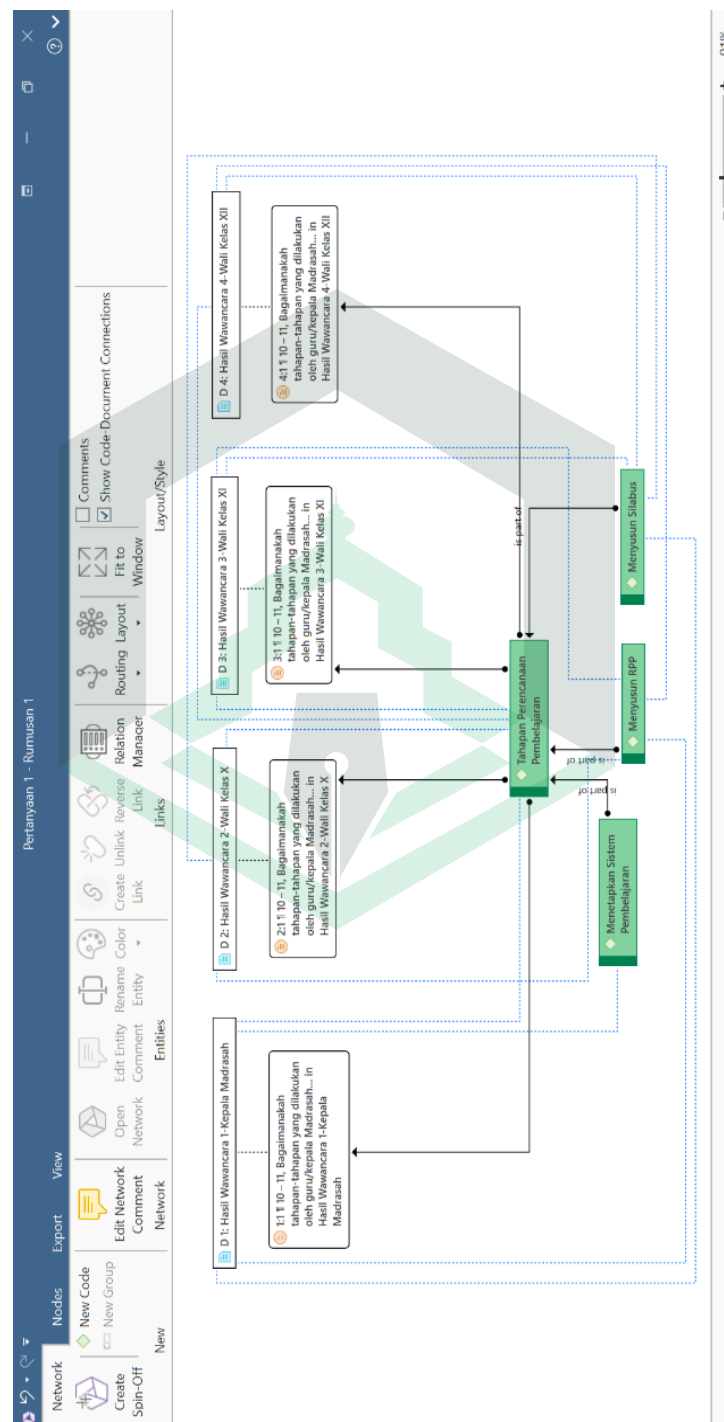 Pertanyaan 1 - Rumusan 1
Network
Nodes
Export
View
Create
Spin-Off
New Code
New Group
New
Edit Network
Comment
Network
Open
Network
Edit Entity
Comment
Rename
Entity
Color
Entities
Create
Link
Unlink
Reverse
Link
Links
Relation
Manager
Routing
Layout
Fit to
Window
Comments
Show Code-Document Connections
Layout/Style
D 1: Hasil Wawancara 1-Kepala Madrasah
D 2: Hasil Wawancara 2-Wali Kelas X
D 3: Hasil Wawancara 3-Wali Kelas XI
D 4: Hasil Wawancara 4-Wali Kelas XII
1:1 ¶ 10 – 11, Bagaimanakah
tahapan-tahapan yang dilakukan
oleh guru/kepala Madrasah... in
Hasil Wawancara 1-Kepala
Madrasah
2:1 ¶ 10 – 11, Bagaimanakah
tahapan-tahapan yang dilakukan
oleh guru/kepala Madrasah... in
Hasil Wawancara 2-Wali Kelas X
3:1 ¶ 10 – 11, Bagaimanakah
tahapan-tahapan yang dilakukan
oleh guru/kepala Madrasah... in
Hasil Wawancara 3-Wali Kelas XI
4:1 ¶ 10 – 11, Bagaimanakah
tahapan-tahapan yang dilakukan
oleh guru/kepala Madrasah... in
Hasil Wawancara 4-Wali Kelas XII
Tahapan Perencanaan
Pembelajaran
is part of
is part of
is part of
Menetapkan Sistem
Pembelajaran
Menyusun RPP
Menyusun Silabus